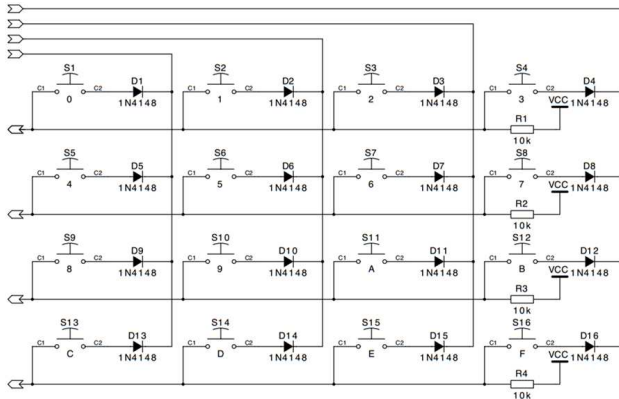 S1 S2 S3 S4
D1 D2 D3 D4
C1 C2 C1 C2 C1 C2 C1 C2 VCC
0 1N4148 1 1N4148 2 1N4148 3 1N4148
R1
10k
S5 S6 S7 S8
D5 D6 D7 D8
C1 C2 C1 C2 C1 C2 C1 C2 VCC
4 1N4148 5 1N4148 6 1N4148 7 1N4148
R2
10k
S9 S10 S11 S12
D9 D10 D11 D12
C1 C2 C1 C2 C1 C2 C1 C2 VCC
8 1N4148 9 1N4148 A 1N4148 B 1N4148
R3
10k
S13 S14 S15 S16
D13 D14 D15 D16
C1 C2 C1 C2 C1 C2 C1 C2 VCC
C 1N4148 D 1N4148 E 1N4148 F 1N4148
R4
10k